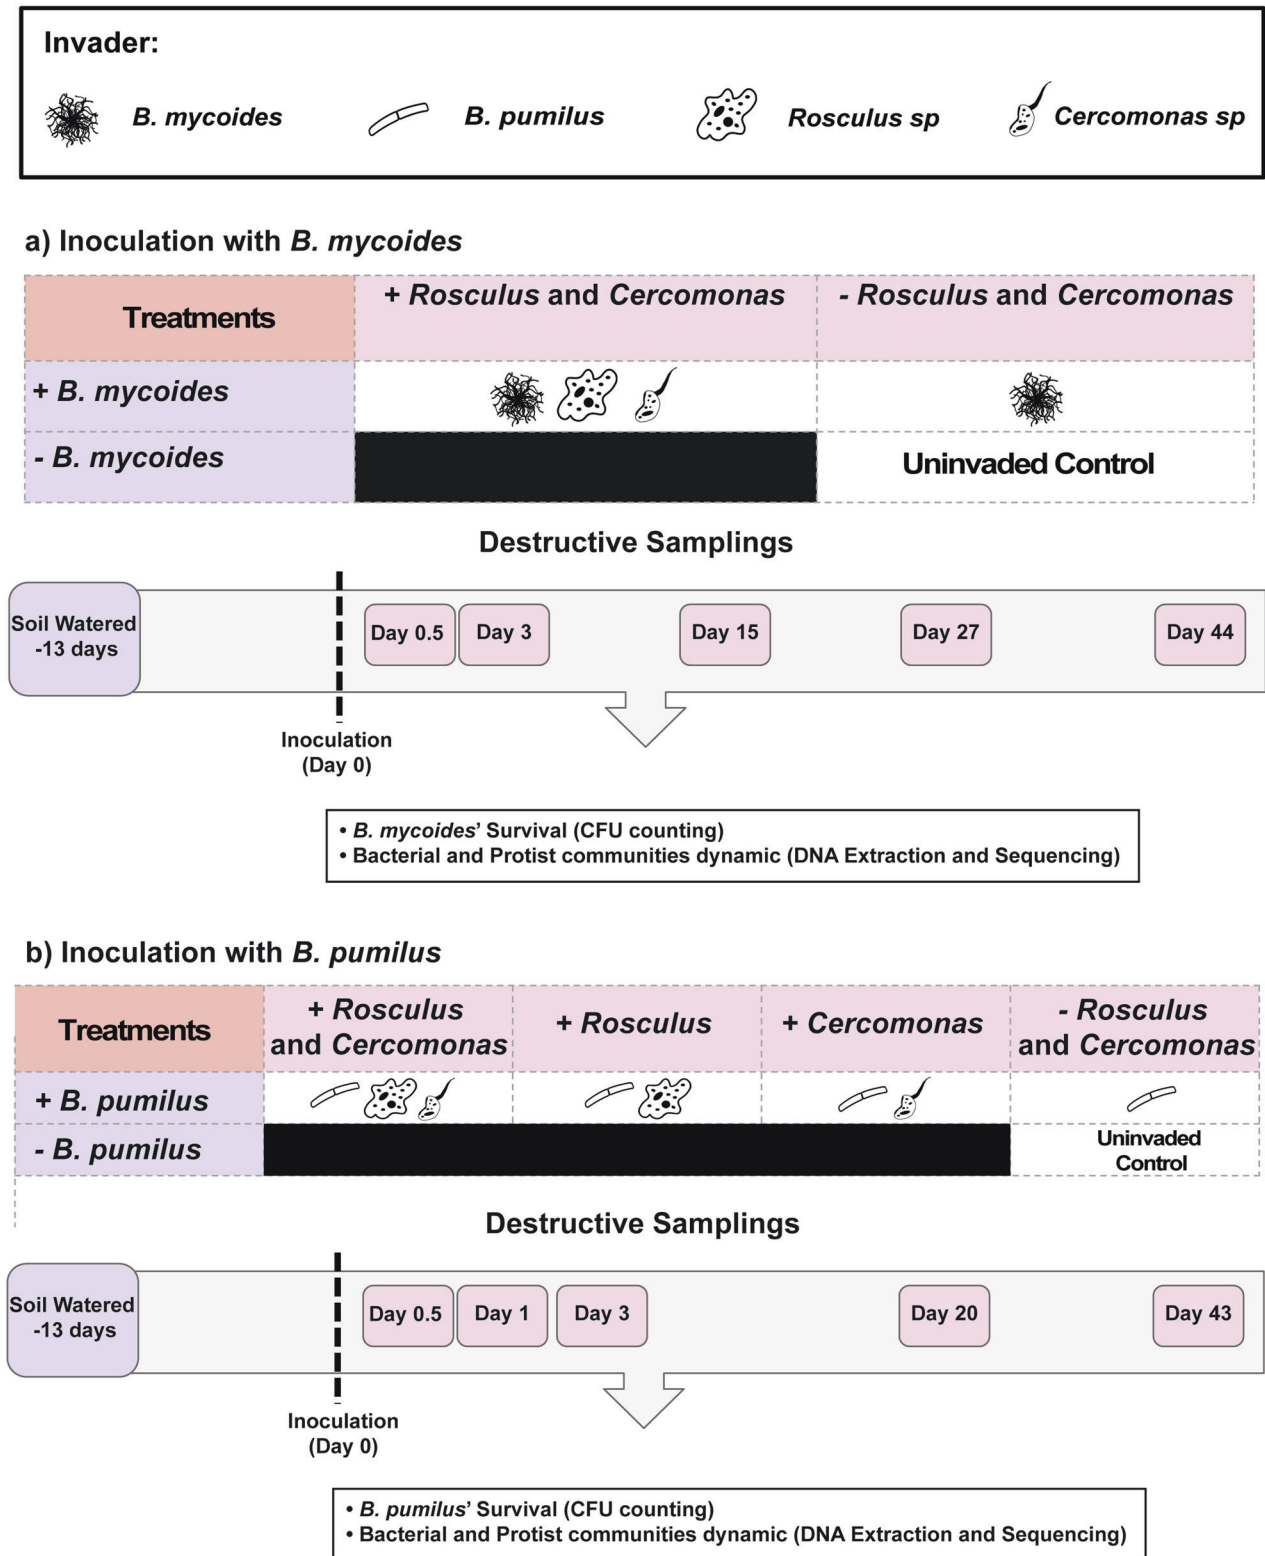 Invader:
B. mycoides
B. pumilus
Rosculus sp
Cercomonas sp
a) Inoculation with B. mycoides
Treatments
+ Rosculus and Cercomonas
- Rosculus and Cercomonas
+ B. mycoides
- B. mycoides
Uninvaded Control
Destructive Samplings
Soil Watered
-13 days
Day 0.5
Day 3
Day 15
Day 27
Day 44
Inoculation
(Day 0)
• B. mycoides' Survival (CFU counting)
• Bacterial and Protist communities dynamic (DNA Extraction and Sequencing)
b) Inoculation with B. pumilus
Treatments
+ Rosculus
and Cercomonas
+ Rosculus
+ Cercomonas
- Rosculus
and Cercomonas
+ B. pumilus
- B. pumilus
Uninvaded
Control
Destructive Samplings
Soil Watered
-13 days
Day 0.5
Day 1
Day 3
Day 20
Day 43
Inoculation
(Day 0)
• B. pumilus' Survival (CFU counting)
• Bacterial and Protist communities dynamic (DNA Extraction and Sequencing)